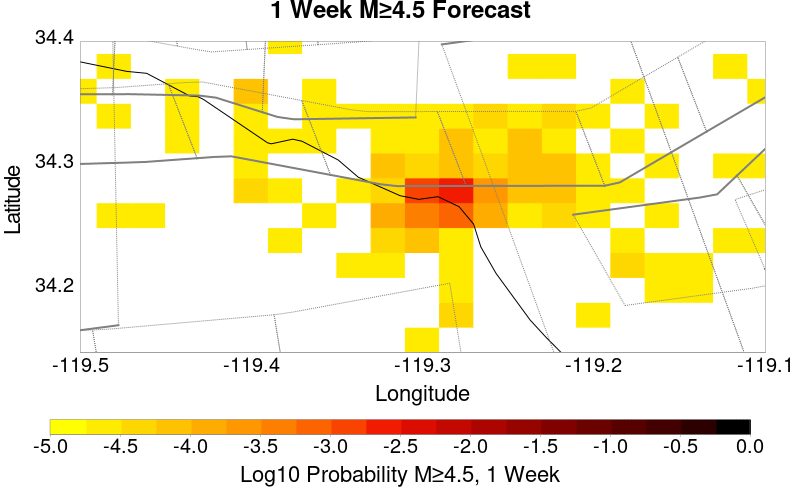 1 Week M≥4.5 Forecast
34.4
34.3
34.2
Latitude
-119.5 -119.4 -119.3 -119.2 -119.1
Longitude
-5.0 -4.5 -4.0 -3.5 -3.0 -2.5 -2.0 -1.5 -1.0 -0.5 0.0
Log10 Probability M≥4.5, 1 Week